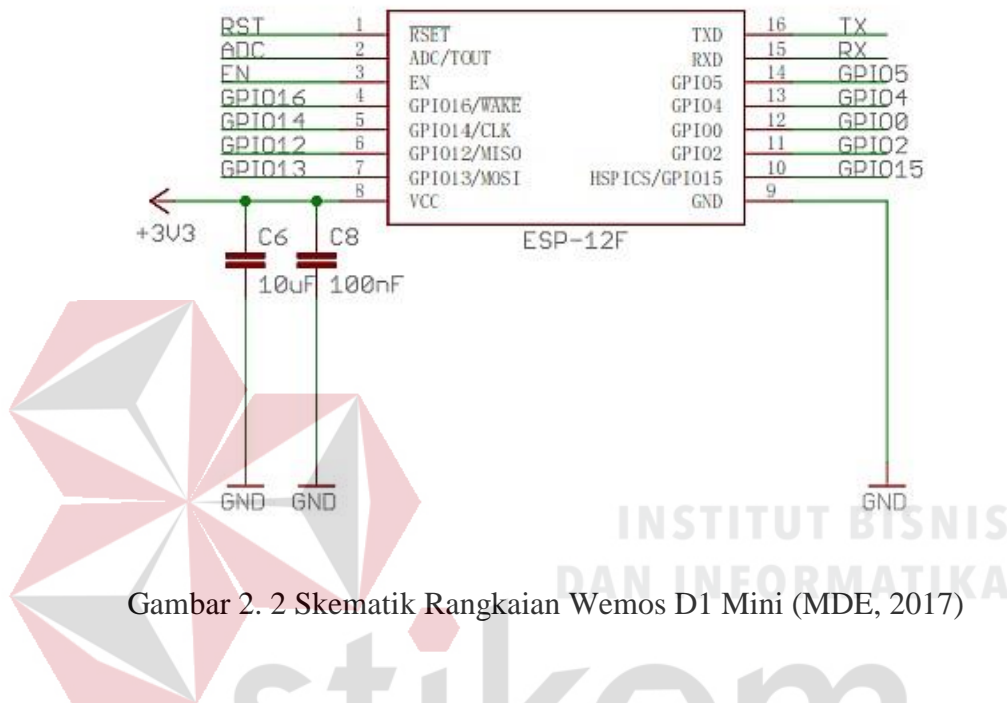 RST 1 RSET TXD 16 TX
ADC 2 ADC/TOUT RXD 15 RX
EN 3 EN GPIO5 14 GPIO5
GPIO16 4 GPIO16/WAKE GPIO4 13 GPIO4
GPIO14 5 GPIO14/CLK GPIO0 12 GPIO0
GPIO12 6 GPIO12/MISO GPIO2 11 GPIO2
GPIO13 7 GPIO13/MOSI HSPICS/GPIO15 10 GPIO15
8 VCC GND 9
+3V3 C6 C8 ESP-12F
10uF 100nF
GND GND GND
INSTITUT BISNIS
DAN INFORMATIKA
Gambar 2. 2 Skematik Rangkaian Wemos D1 Mini (MDE, 2017)
stikom